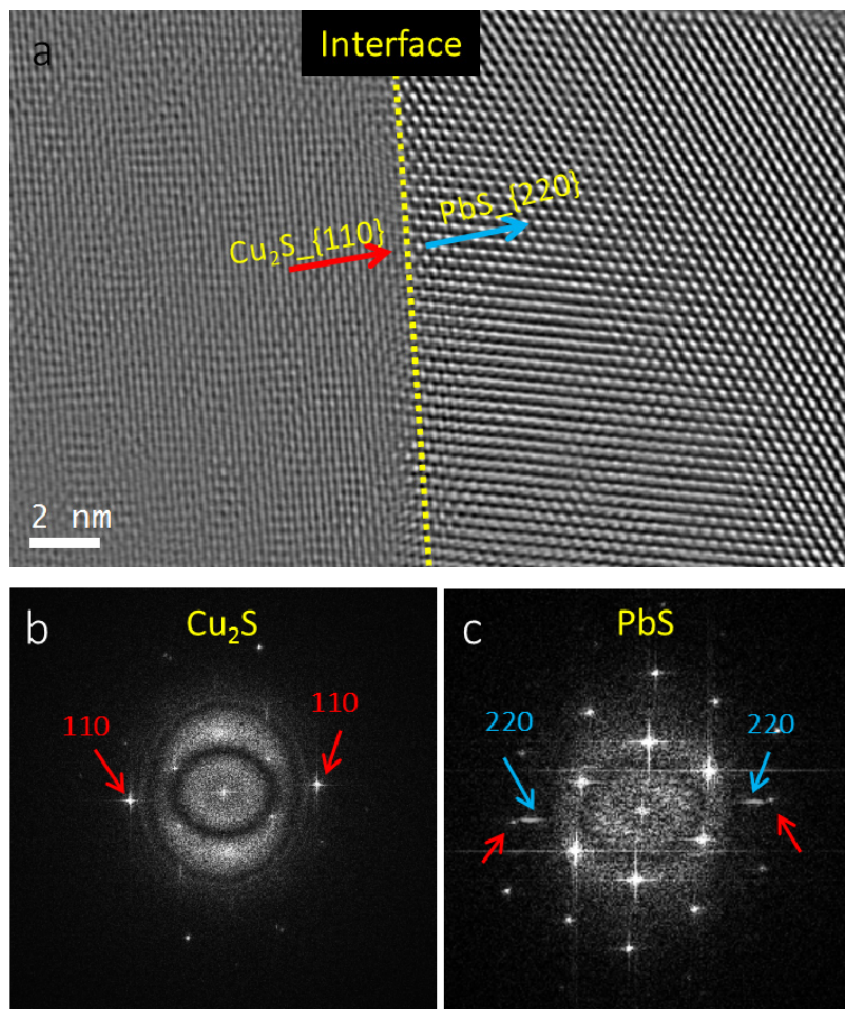 a
Interface
PbS_{220}
Cu₂S_{110}
2 nm
b
Cu₂S
110
110
c
PbS
220
220